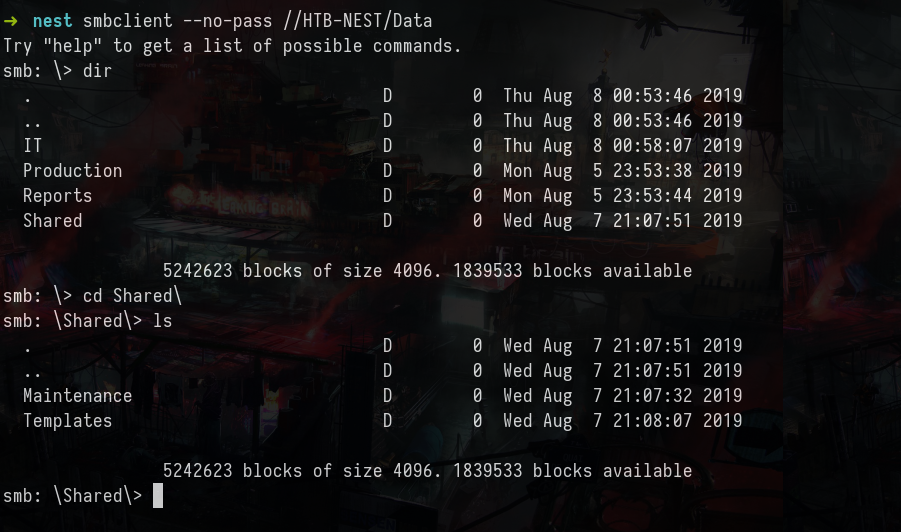 ➜ nest smbclient --no-pass //HTB-NEST/Data
Try "help" to get a list of possible commands.
smb: \> dir
  .                                   D        0  Thu Aug  8 00:53:46 2019
  ..                                  D        0  Thu Aug  8 00:53:46 2019
  IT                                  D        0  Thu Aug  8 00:58:07 2019
  Production                          D        0  Mon Aug  5 23:53:38 2019
  Reports                             D        0  Mon Aug  5 23:53:44 2019
  Shared                              D        0  Wed Aug  7 21:07:51 2019

                5242623 blocks of size 4096. 1839533 blocks available
smb: \> cd Shared\
smb: \Shared\> ls
  .                                   D        0  Wed Aug  7 21:07:51 2019
  ..                                  D        0  Wed Aug  7 21:07:51 2019
  Maintenance                         D        0  Wed Aug  7 21:07:32 2019
  Templates                           D        0  Wed Aug  7 21:08:07 2019

                5242623 blocks of size 4096. 1839533 blocks available
smb: \Shared\>